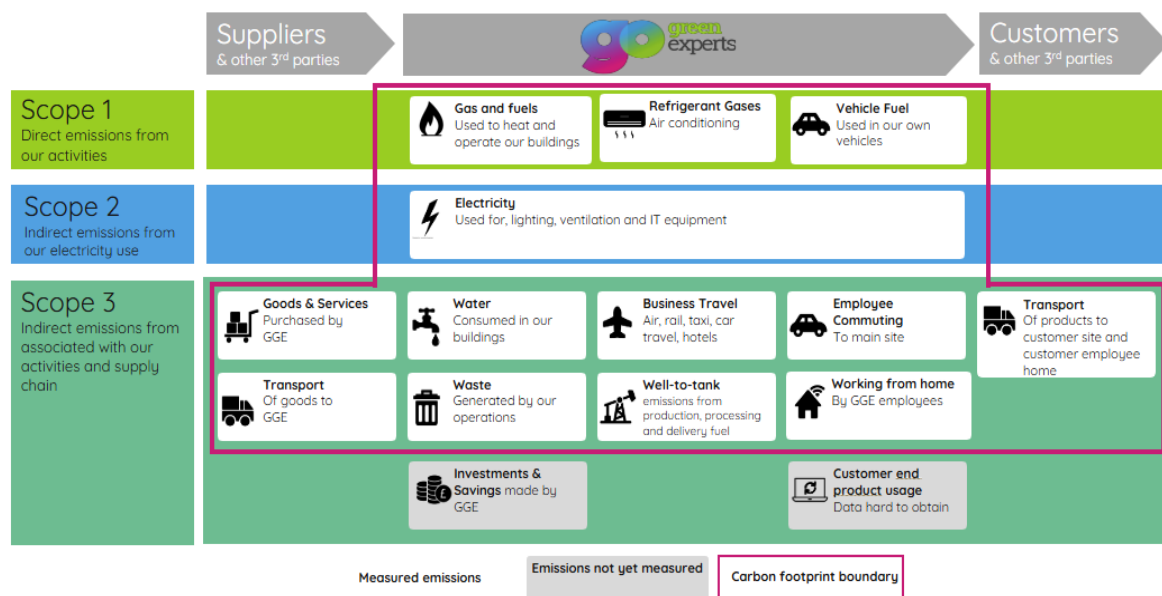 Suppliers
& other 3rd parties
go green
experts
Customers
& other 3rd parties
Scope 1
Direct emissions from
our activities
Gas and fuels
Used to heat and
operate our buildings
Refrigerant Gases
Air conditioning
Vehicle Fuel
Used in our own
vehicles
Scope 2
Indirect emissions from
our electricity use
Electricity
Used for, lighting, ventilation and IT equipment
Scope 3
Indirect emissions from
associated with our
activities and supply
chain
Goods & Services
Purchased by
GGE
Water
Consumed in our
buildings
Business Travel
Air, rail, taxi, car
travel, hotels
Employee
Commuting
To main site
Transport
Of products to
customer site and
customer employee
home
Transport
Of goods to
GGE
Waste
Generated by our
operations
Well-to-tank
emissions from
production, processing
and delivery fuel
Working from home
By GGE employees
Investments &
Savings made by
GGE
Customer end
product usage
Data hard to obtain
Measured emissions
Emissions not yet measured
Carbon footprint boundary